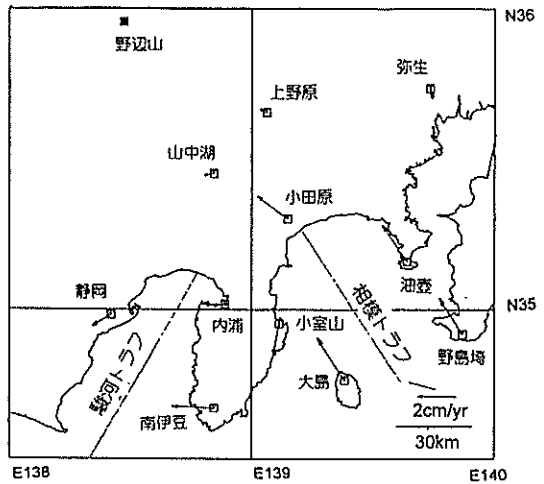 N36
野辺山
弥生
上野原
山中湖
小田原
静岡
油壺
N35
内浦
小室山
相模トラフ
駿河トラフ
大島
野島埼
南伊豆
2cm/yr
30km
E138
E139
E140